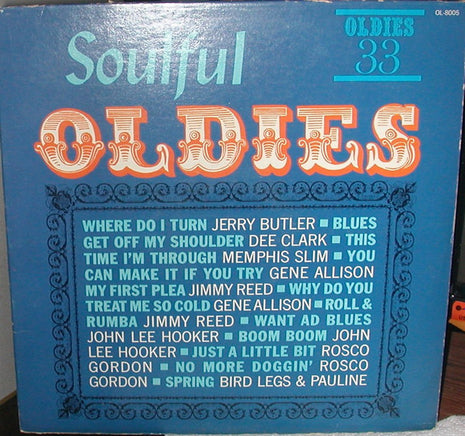 OL-8005
OLDIES
33
Soulful
OLDIES
WHERE DO I TURN JERRY BUTLER ▪ BLUES
GET OFF MY SHOULDER DEE CLARK ▪ THIS
TIME I'M THROUGH MEMPHIS SLIM ▪ YOU
CAN MAKE IT IF YOU TRY GENE ALLISON
MY FIRST PLEA JIMMY REED ▪ WHY DO YOU
TREAT ME SO COLD GENE ALLISON ▪ ROLL &
RUMBA JIMMY REED ▪ WANT AD BLUES
JOHN LEE HOOKER ▪ BOOM BOOM JOHN
LEE HOOKER ▪ JUST A LITTLE BIT ROSCO
GORDON ▪ NO MORE DOGGIN' ROSCO
GORDON ▪ SPRING BIRD LEGS & PAULINE